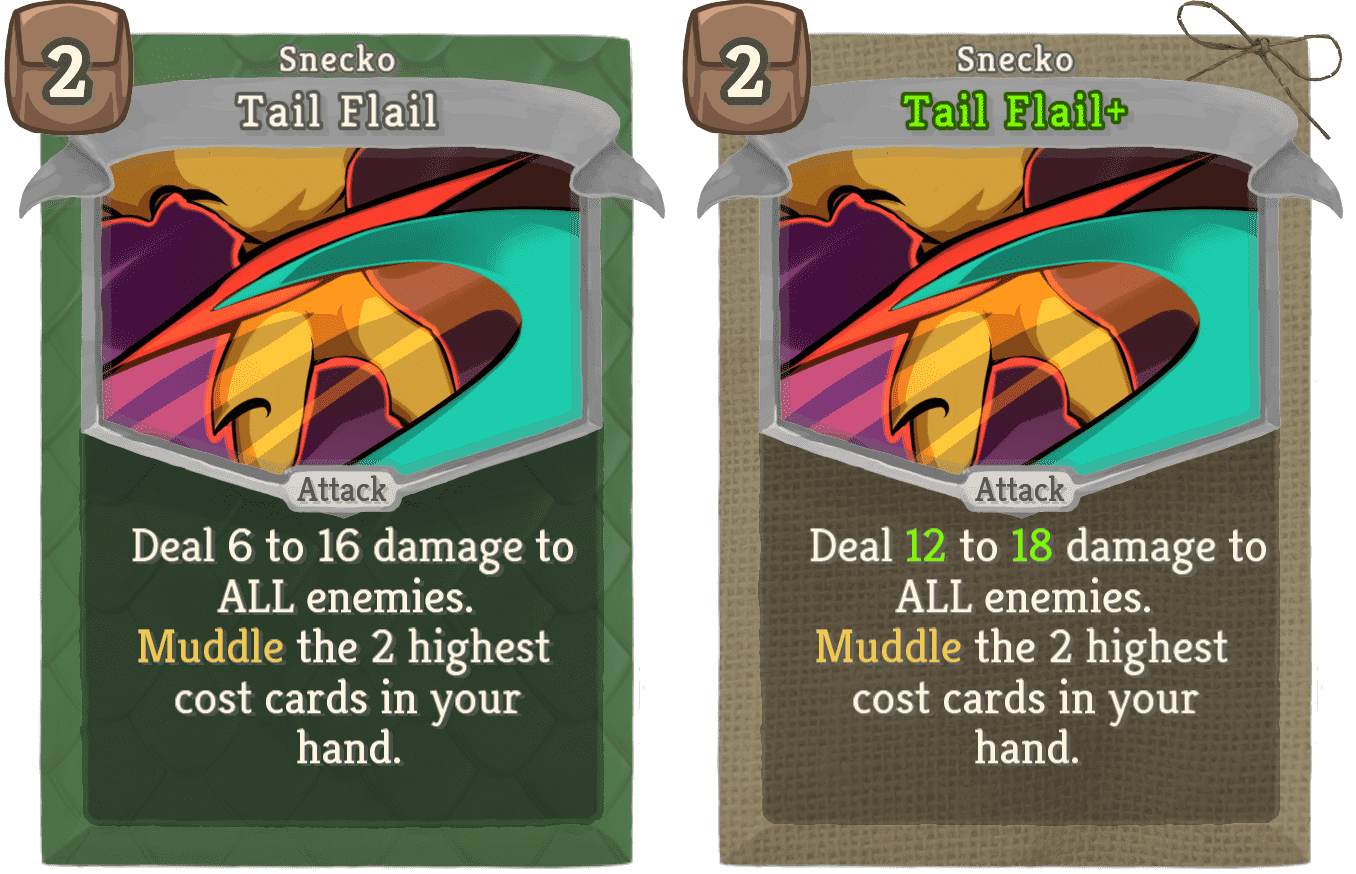 2
Snecko
Tail Flail
Attack
Deal 6 to 16 damage to
ALL enemies.
Muddle the 2 highest
cost cards in your
hand.
2
Snecko
Tail Flail+
Attack
Deal 12 to 18 damage to
ALL enemies.
Muddle the 2 highest
cost cards in your
hand.